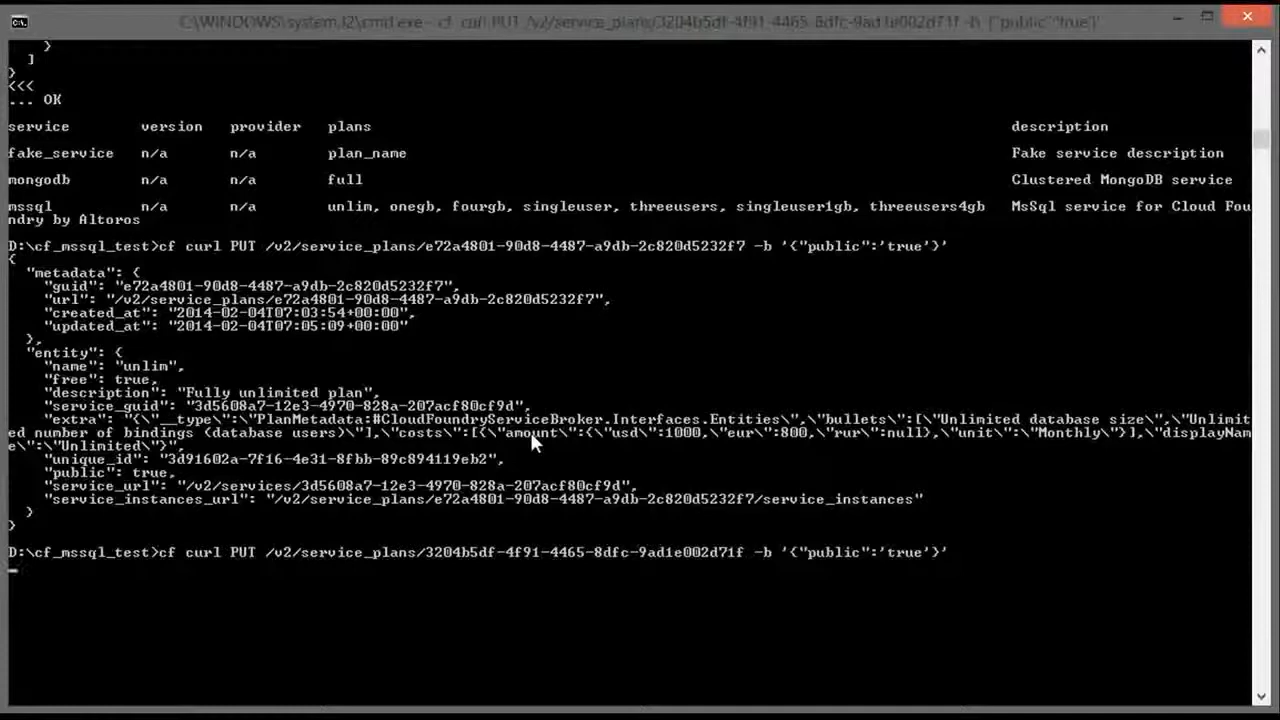 C:\WINDOWS\system32\cmd.exe - cf curl PUT /v2/service_plans/3204b5df-4f91-4465-8dfc-9ad1e002d71f -b '{"public":'true'}'
}
]
}
<<<
... OK
service version provider plans description
fake_service n/a n/a plan_name Fake service description
mongodb n/a n/a full Clustered MongoDB service
mssql n/a n/a unlim, onegb, fourgb, singleuser, threeusers, singleuser1gb, threeusers4gb MsSql service for Cloud Fou
ndry by Altoros
D:\cf_mssql_test>cf curl PUT /v2/service_plans/e72a4801-90d8-4487-a9db-2c820d5232f7 -b '{"public":'true'}'
{
"metadata": {
"guid": "e72a4801-90d8-4487-a9db-2c820d5232f7",
"url": "/v2/service_plans/e72a4801-90d8-4487-a9db-2c820d5232f7",
"created_at": "2014-02-04T07:03:54+00:00",
"updated_at": "2014-02-04T07:05:09+00:00"
},
"entity": {
"name": "unlim",
"free": true,
"description": "Fully unlimited plan",
"service_guid": "3d5608a7-12e3-4970-828a-207acf80cf9d",
"extra": "{\"__type\":\"PlanMetadata:#CloudFoundryServiceBroker.Interfaces.Entities\",\"bullets\":[\"Unlimited database size\",\"Unlimit
ed number of bindings (database users)\"],\"costs\":[{\"amount\":{\"usd\":1000,\"eur\":800,\"rur\":null},\"unit\":\"Monthly\"}],\"displayNam
e\":\"Unlimited\"}",
"unique_id": "3d91602a-7f16-4e31-8fbb-89c894119eb2",
"public": true,
"service_url": "/v2/services/3d5608a7-12e3-4970-828a-207acf80cf9d",
"service_instances_url": "/v2/service_plans/e72a4801-90d8-4487-a9db-2c820d5232f7/service_instances"
}
}
D:\cf_mssql_test>cf curl PUT /v2/service_plans/3204b5df-4f91-4465-8dfc-9ad1e002d71f -b '{"public":'true'}'